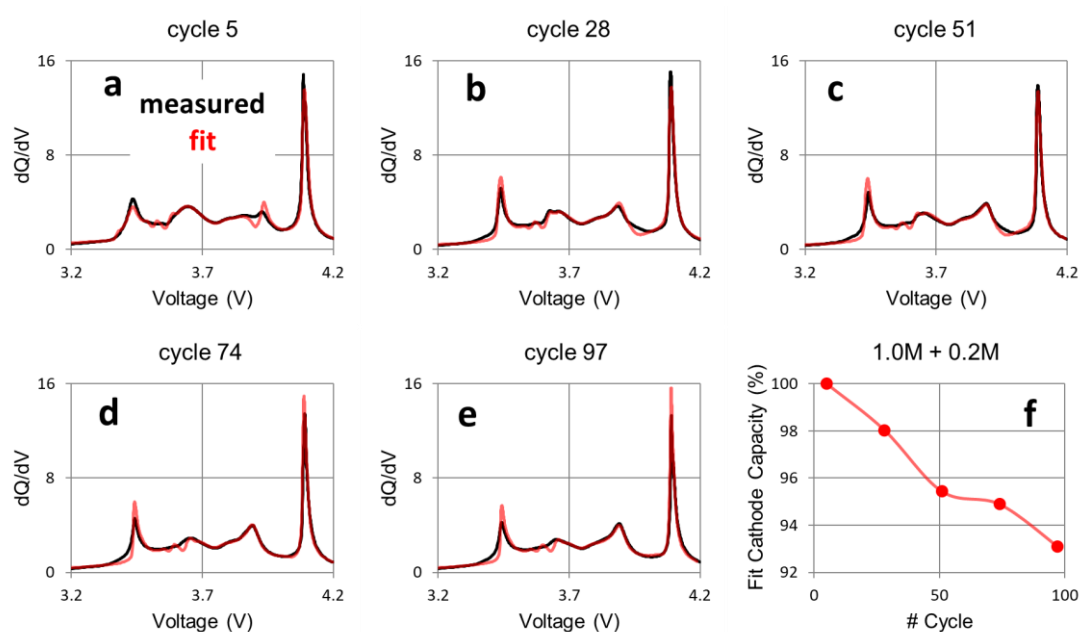 cycle 5
a
measured
fit
dQ/dV
16
8
0
3.2
3.7
4.2
Voltage (V)
cycle 28
b
dQ/dV
16
8
0
3.2
3.7
4.2
Voltage (V)
cycle 51
c
dQ/dV
16
8
0
3.2
3.7
4.2
Voltage (V)
cycle 74
d
dQ/dV
16
8
0
3.2
3.7
4.2
Voltage (V)
cycle 97
e
dQ/dV
16
8
0
3.2
3.7
4.2
Voltage (V)
1.0M + 0.2M
f
Fit Cathode Capacity (%)
100
98
96
94
92
0
50
100
# Cycle